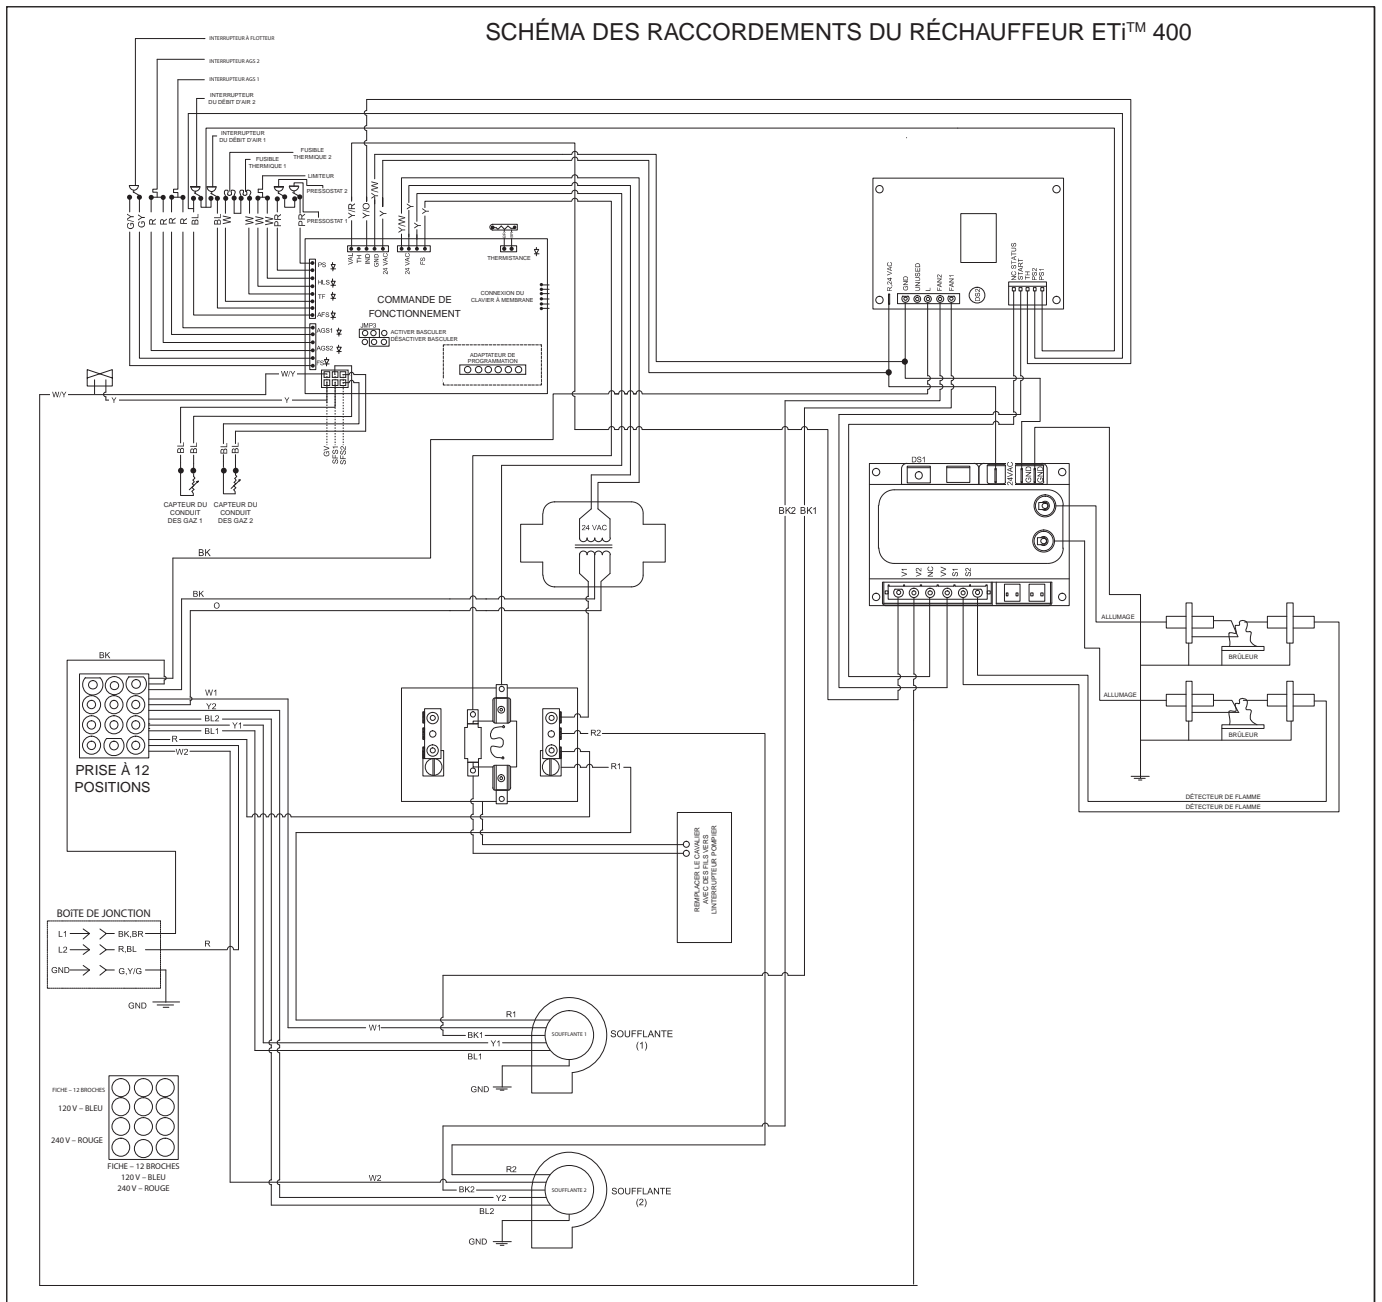 SCHÉMA DES RACCORDEMENTS DU RÉCHAUFFEUR ETi™ 400
INTERRUPTEUR À FLOTTEUR
INTERRUPTEUR AGS 2
INTERRUPTEUR AGS 1
INTERRUPTEUR
DU DÉBIT D'AIR 2
INTERRUPTEUR
DU DÉBIT D'AIR 1
FUSIBLE
THERMIQUE 2
FUSIBLE
THERMIQUE 1
LIMITEUR
PRESSOSTAT 2
PRESSOSTAT 1
G/Y
GY
R
R
R
R
BL
BL
W
W
W
W
PR
PR
Y/R
Y/O
Y/W
Y
Y/W
Y
Y
Y
VAL
TH
IND
GND
24 VAC
24 VAC
FS
THERMISTANCE
PS
HLS
TF
AFS
AGS1
AGS2
FS
COMMANDE DE
FONCTIONNEMENT
CONNEXION DU
CLAVIER À MEMBRANE
JMP3
ACTIVER BASCULER
DÉSACTIVER BASCULER
ADAPTATEUR DE
PROGRAMMATION
R,24 VAC
GND
UNUSED
L
FAN2
FAN1
DS2
NC STATUS
START
TH
PS2
PS1
W/Y
W/Y
Y
Y
GV
SFS1
SFS2
BL
BL
BL
BL
CAPTEUR DU
CONDUIT
DES GAZ 1
CAPTEUR DU
CONDUIT
DES GAZ 2
24 VAC
BK2
BK1
DS1
24VAC
GND
GND
V1
V2
NC
VV
S1
S2
ALLUMAGE
BRÛLEUR
ALLUMAGE
BRÛLEUR
DÉTECTEUR DE FLAMME
DÉTECTEUR DE FLAMME
BK
BK
O
BK
W1
Y2
BL2
Y1
BL1
R
W2
PRISE À 12
POSITIONS
R2
R1
REMPLACER LE CAVALIER
AVEC DES FILS VERS
L'INTERRUPTEUR POMPIER
BOÎTE DE JONCTION
L1
BK,BR
L2
R,BL
R
GND
G,Y/G
GND
R1
W1
BK1
Y1
BL1
SOUFFLANTE 1
SOUFFLANTE
(1)
GND
FICHE – 12 BROCHES
120 V – BLEU
240 V – ROUGE
FICHE – 12 BROCHES
120 V – BLEU
240 V – ROUGE
R2
W2
BK2
Y2
BL2
SOUFFLANTE 2
SOUFFLANTE
(2)
GND